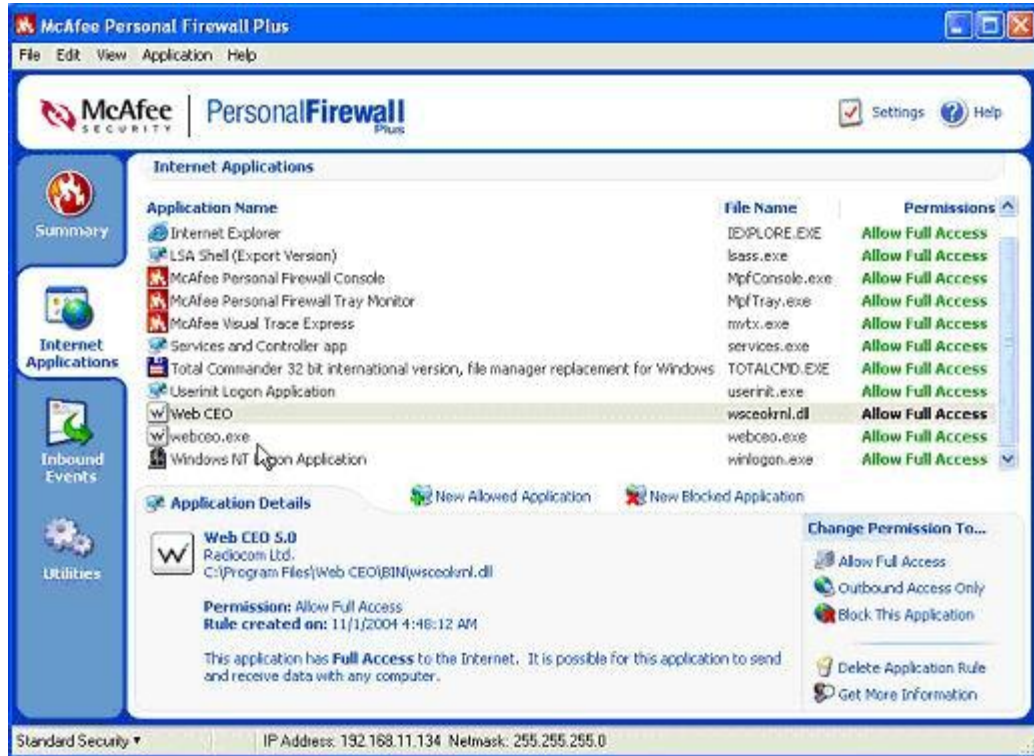 McAfee Personal Firewall Plus
File Edit View Application Help
McAfee SECURITY
PersonalFirewall Plus
Settings
Help
Summary
Internet Applications
Inbound Events
Utilities
Internet Applications
Application Name File Name Permissions
Internet Explorer IEXPLORE.EXE Allow Full Access
LSA Shell (Export Version) lsass.exe Allow Full Access
McAfee Personal Firewall Console MpfConsole.exe Allow Full Access
McAfee Personal Firewall Tray Monitor MpfTray.exe Allow Full Access
McAfee Visual Trace Express mvtx.exe Allow Full Access
Services and Controller app services.exe Allow Full Access
Total Commander 32 bit international version, file manager replacement for Windows TOTALCMD.EXE Allow Full Access
Userinit Logon Application userinit.exe Allow Full Access
Web CEO wsceokrnl.dll Allow Full Access
webceo.exe webceo.exe Allow Full Access
Windows NT Logon Application winlogon.exe Allow Full Access
Application Details
New Allowed Application
New Blocked Application
W
Web CEO 5.0
Radiocom Ltd.
C:\Program Files\Web CEO\BIN\wsceokrnl.dll
Permission: Allow Full Access
Rule created on: 11/1/2004 4:48:12 AM
This application has Full Access to the Internet. It is possible for this application to send
and receive data with any computer.
Change Permission To...
Allow Full Access
Outbound Access Only
Block This Application
Delete Application Rule
Get More Information
Standard Security
IP Address: 192.168.11.134 Netmask: 255.255.255.0